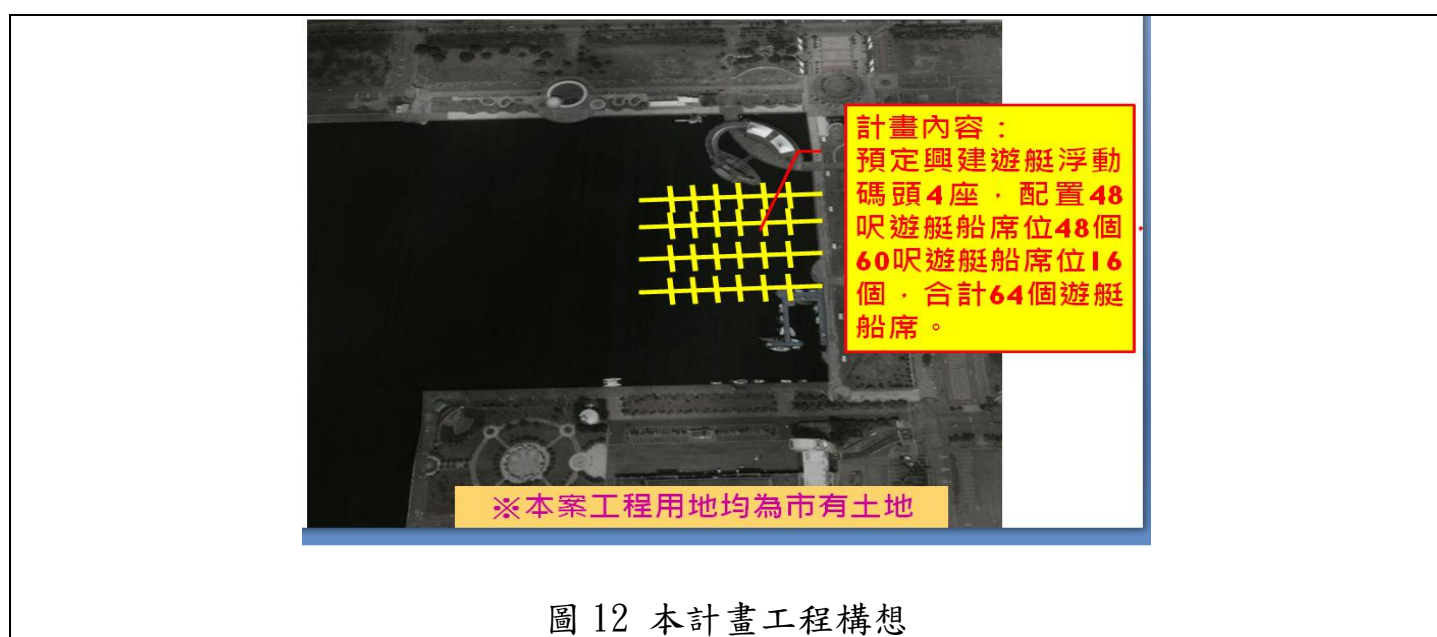 計畫內容：
預定興建遊艇浮動
碼頭4座，配置48
呎遊艇船席位48個
60呎遊艇船席位16
個，合計64個遊艇
船席。
※本案工程用地均為市有土地
圖 12 本計畫工程構想